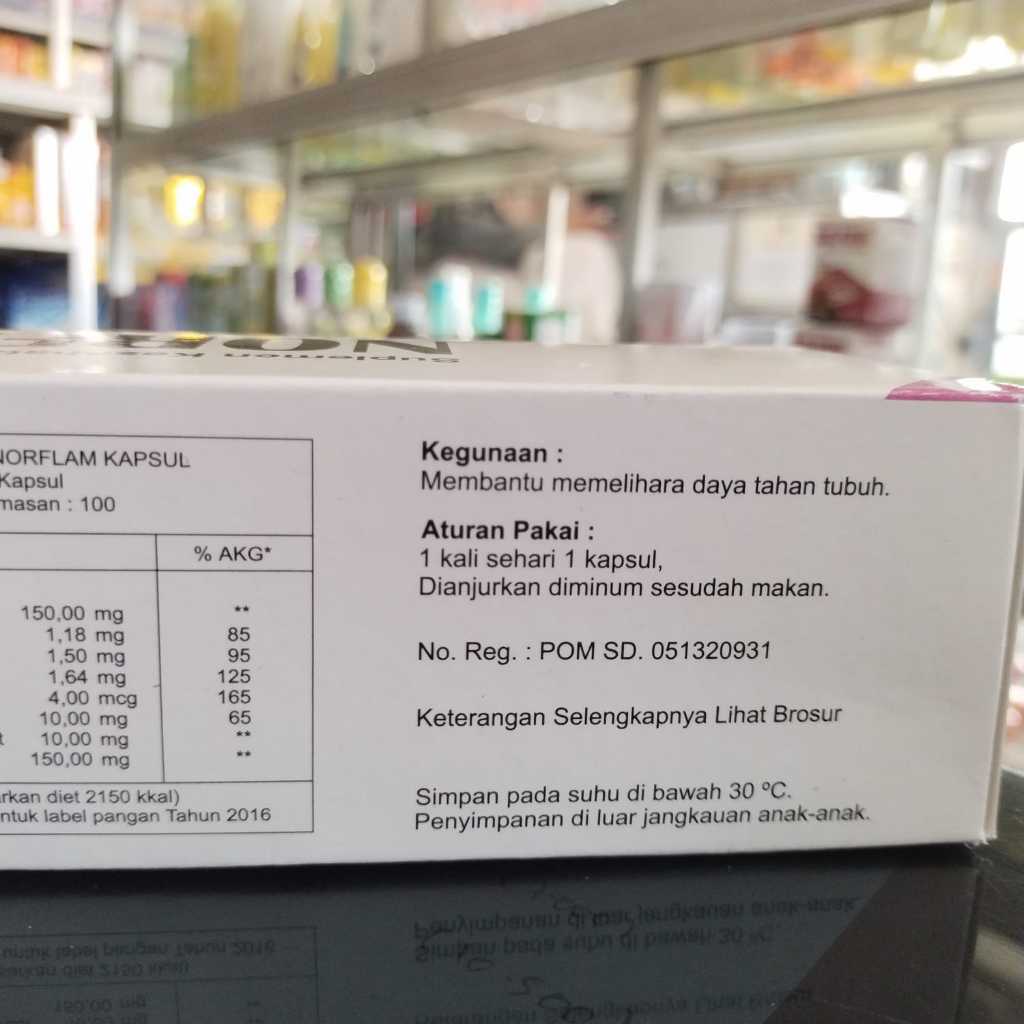 NORFLAM KAPSUL
Kapsul
masan : 100
% AKG*
150,00 mg **
1,18 mg 85
1,50 mg 95
1,64 mg 125
4,00 mcg 165
10,00 mg 65
t 10,00 mg **
150,00 mg **
arkan diet 2150 kkal)
ntuk label pangan Tahun 2016
Kegunaan :
Membantu memelihara daya tahan tubuh.
Aturan Pakai :
1 kali sehari 1 kapsul,
Dianjurkan diminum sesudah makan.
No. Reg. : POM SD. 051320931
Keterangan Selengkapnya Lihat Brosur
Simpan pada suhu di bawah 30 ºC.
Penyimpanan di luar jangkauan anak-anak.